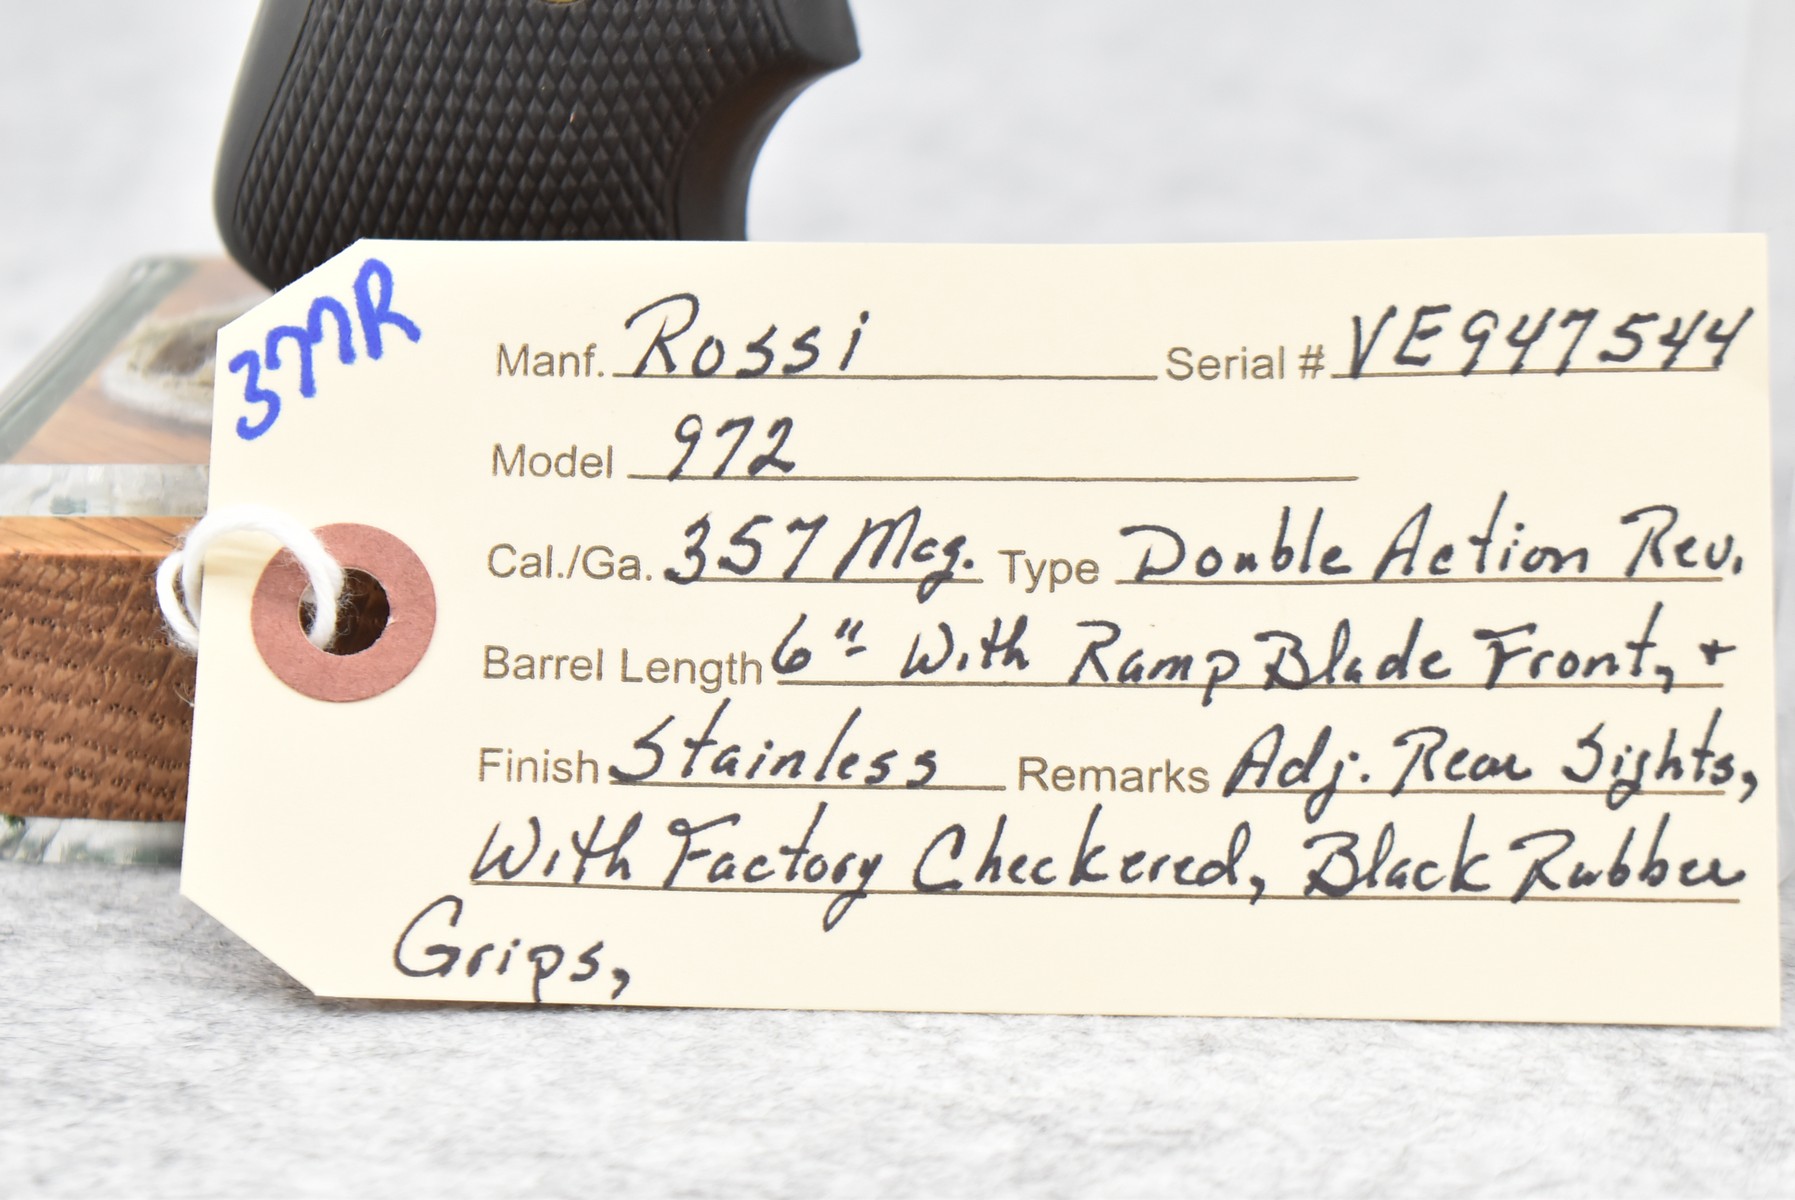 377R
Manf. Rossi Serial # VE947544
Model 972
Cal./Ga. 357 Mag. Type Double Action Rev.
Barrel Length 6" With Ramp Blade Front, +
Finish Stainless Remarks Adj. Rear Sights,
With Factory Checkered, Black Rubber
Grips,